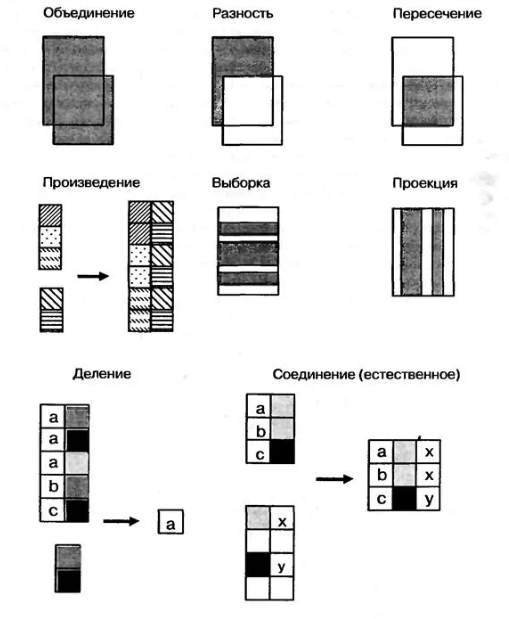 Объединение
Разность
Пересечение
Произведение
Выборка
Проекция
Деление
Соединение (естественное)
a
a
a
b
c
a
a
b
c
x
y
a x
b x
c y